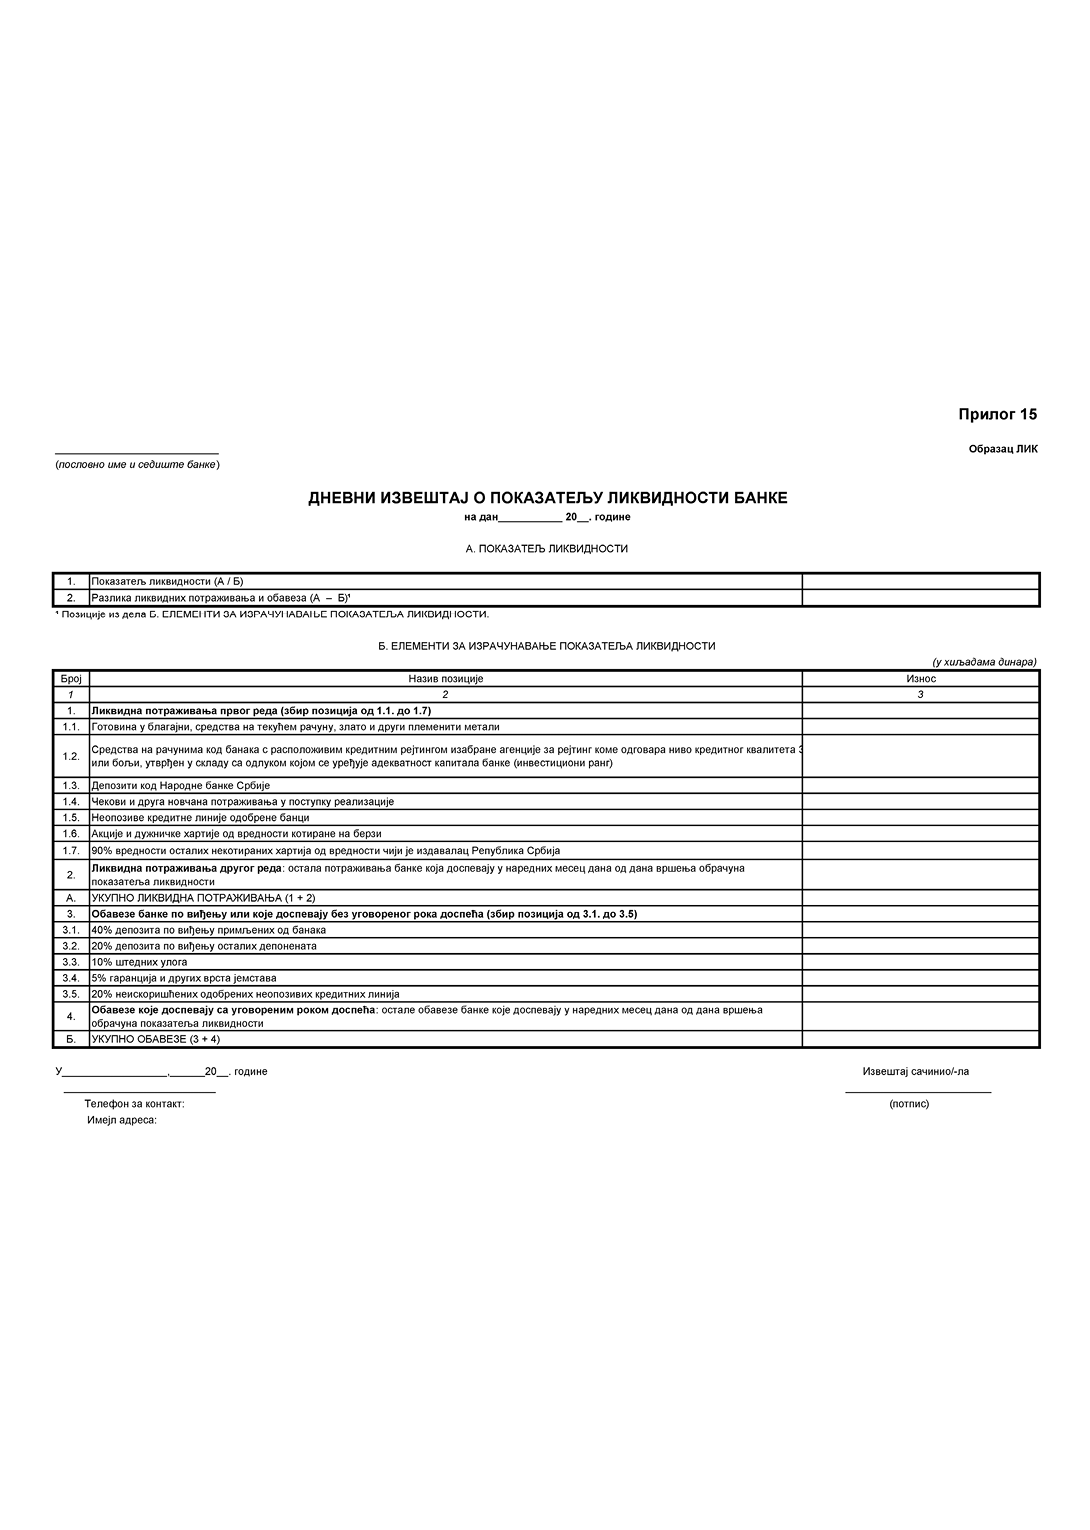 Прилог 15
Образац ЛИК
____________________________
(пословно име и седиште банке)
ДНЕВНИ ИЗВЕШТАЈ О ПОКАЗАТЕЉУ ЛИКВИДНОСТИ БАНКЕ
на дан___________ 20__. године
А. ПОКАЗАТЕЉ ЛИКВИДНОСТИ
1. Показатељ ликвидности (А / Б)
2. Разлика ликвидних потраживања и обавеза (А – Б)¹
¹ Позиције из дела Б. ЕЛЕМЕНТИ ЗА ИЗРАЧУНАВАЊЕ ПОКАЗАТЕЉА ЛИКВИДНОСТИ.
Б. ЕЛЕМЕНТИ ЗА ИЗРАЧУНАВАЊЕ ПОКАЗАТЕЉА ЛИКВИДНОСТИ
(у хиљадама динара)
Број Назив позиције Износ
1 2 3
1. Ликвидна потраживања првог реда (збир позиција од 1.1. до 1.7)
1.1. Готовина у благајни, средства на текућем рачуну, злато и други племенити метали
1.2. Средства на рачунима код банака с расположивим кредитним рејтингом изабране агенције за рејтинг коме одговара ниво кредитног квалитета 3
или бољи, утврђен у складу са одлуком којом се уређује адекватност капитала банке (инвестициони ранг)
1.3. Депозити код Народне банке Србије
1.4. Чекови и друга новчана потраживања у поступку реализације
1.5. Неопозиве кредитне линије одобрене банци
1.6. Акције и дужничке хартије од вредности котиране на берзи
1.7. 90% вредности осталих некотираних хартија од вредности чији је издавалац Република Србија
2. Ликвидна потраживања другог реда: остала потраживања банке која доспевају у наредних месец дана од дана вршења обрачуна
показатеља ликвидности
А. УКУПНО ЛИКВИДНА ПОТРАЖИВАЊА (1 + 2)
3. Обавезе банке по виђењу или које доспевају без уговореног рока доспећа (збир позиција од 3.1. до 3.5)
3.1. 40% депозита по виђењу примљених од банака
3.2. 20% депозита по виђењу осталих депонената
3.3. 10% штедних улога
3.4. 5% гаранција и других врста јемстава
3.5. 20% неискоришћених одобрених неопозивих кредитних линија
4. Обавезе које доспевају са уговореним роком доспећа: остале обавезе банке које доспевају у наредних месец дана од дана вршења
обрачуна показатеља ликвидности
Б. УКУПНО ОБАВЕЗЕ (3 + 4)
У__________________,______20__. године Извештај сачинио/-ла
__________________________ _________________________
Телефон за контакт: (потпис)
Имејл адреса: